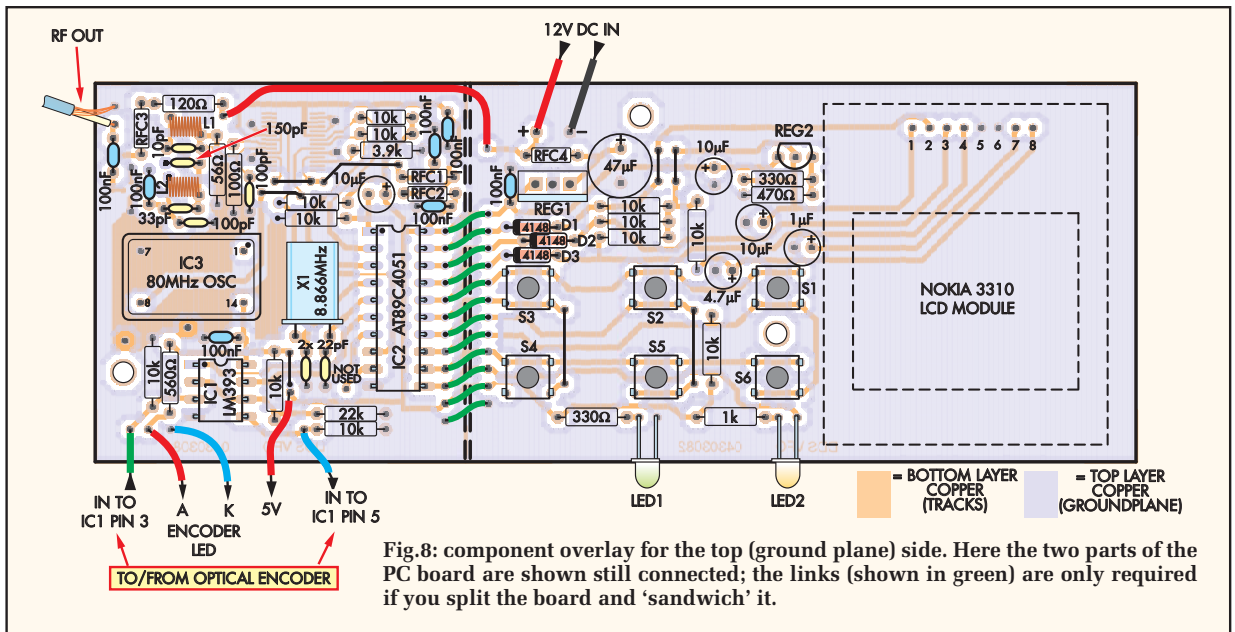 RF OUT
12V DC IN
120Ω
RFC3
L1
150pF
10pF
100nF
100nF
L2
33pF
56Ω
100Ω
100pF
100pF
10k
10k
3.9k
100nF
100nF
10µF
RFC1
RFC2
100nF
10k
10k
+
–
RFC4
100nF
REG1
+
47µF
10µF
+
REG2
330Ω
470Ω
10k
10k
10k
10k
+
10µF
1µF
+
+
4.7µF
4148
D1
4148
D2
4148
D3
1 2 3 4 5 6 7 8
7
1
IC3
80MHz OSC
8
14
X1
8.866MHz
IC2 AT89C4051
S3
S2
S1
S4
S5
S6
NOKIA 3310
LCD MODULE
100nF
2x 22pF
NOT
USED
10k
560Ω
IC1
LM393
10k
22k
10k
10k
330Ω
1k
04303082
IN TO
IC1 PIN 3
A
K
ENCODER
LED
5V
IN TO
IC1 PIN 5
TO/FROM OPTICAL ENCODER
LED1
LED2
= BOTTOM LAYER
COPPER
(TRACKS)
= TOP LAYER
COPPER
(GROUNDPLANE)
Fig.8: component overlay for the top (ground plane) side. Here the two parts of the
PC board are shown still connected; the links (shown in green) are only required
if you split the board and ‘sandwich’ it.